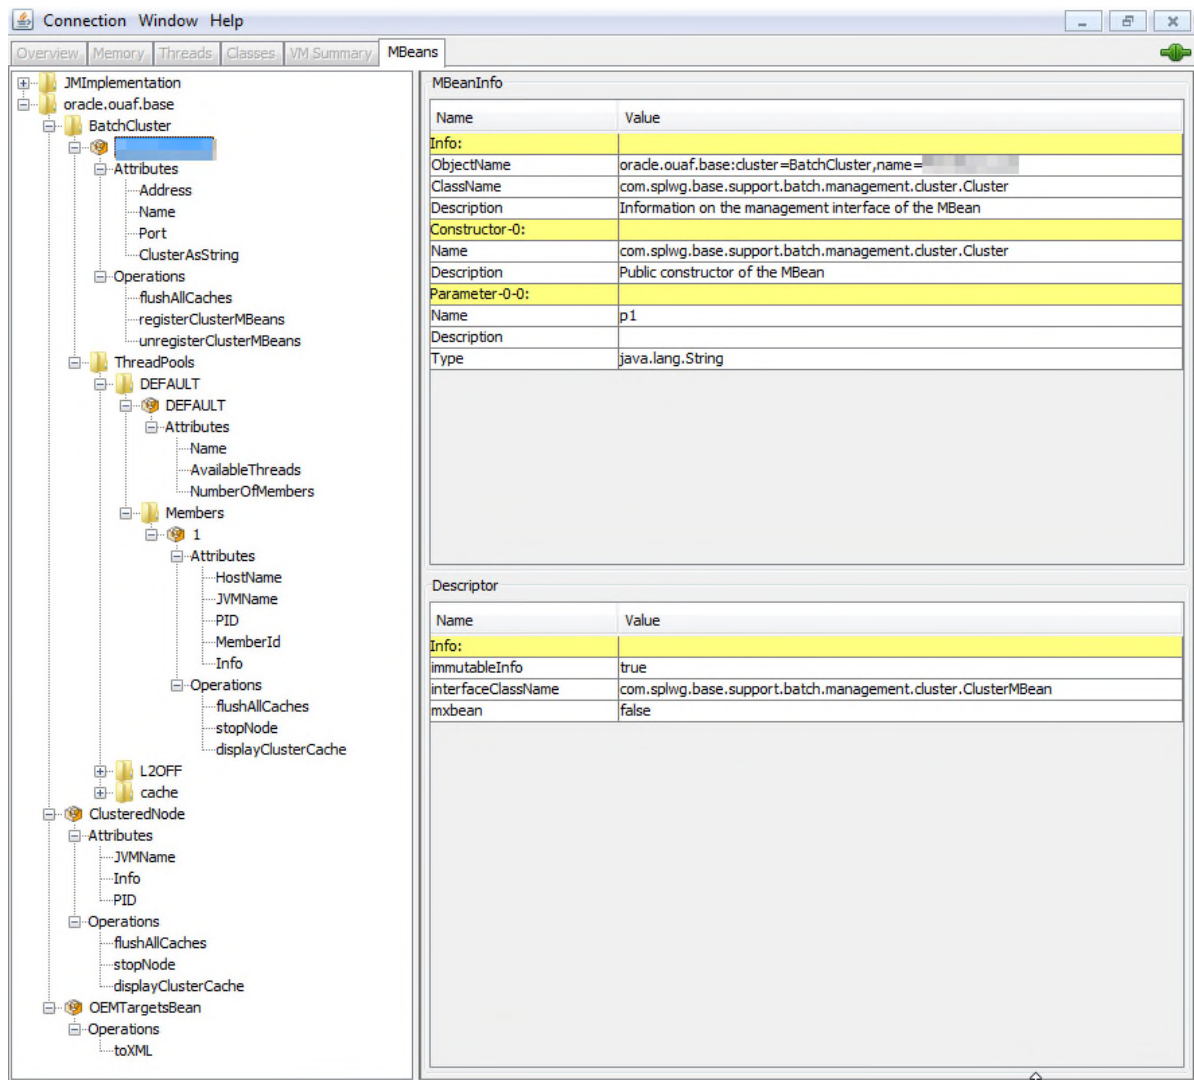 Connection Window Help
Overview Memory Threads Classes VM Summary MBeans
JMImplementation
oracle.ouaf.base
BatchCluster
Attributes
Address
Name
Port
ClusterAsString
Operations
flushAllCaches
registerClusterMBeans
unregisterClusterMBeans
ThreadPools
DEFAULT
DEFAULT
Attributes
Name
AvailableThreads
NumberOfMembers
Members
1
Attributes
HostName
JVMName
PID
MemberId
Info
Operations
flushAllCaches
stopNode
displayClusterCache
L2OFF
cache
ClusteredNode
Attributes
JVMName
Info
PID
Operations
flushAllCaches
stopNode
displayClusterCache
OEMTargetsBean
Operations
toXML
MBeanInfo
Name Value
Info:
ObjectName oracle.ouaf.base:cluster=BatchCluster,name=
ClassName com.splwg.base.support.batch.management.cluster.Cluster
Description Information on the management interface of the MBean
Constructor-0:
Name com.splwg.base.support.batch.management.cluster.Cluster
Description Public constructor of the MBean
Parameter-0-0:
Name p1
Description
Type java.lang.String
Descriptor
Name Value
Info:
immutableInfo true
interfaceClassName com.splwg.base.support.batch.management.cluster.ClusterMBean
mxbean false